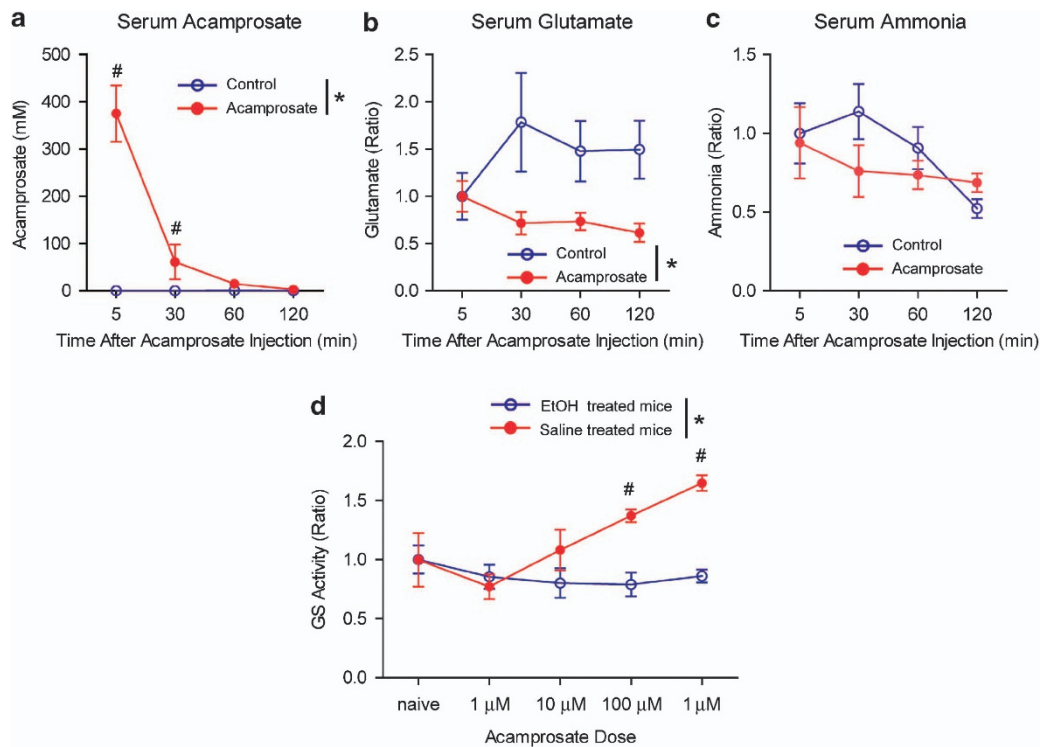 a Serum Acamprosate
500
400
300
200
100
0
Acamprosate (mM)
#
#
Control
Acamprosate
*
5 30 60 120
Time After Acamprosate Injection (min)
b Serum Glutamate
2.5
2.0
1.5
1.0
0.5
0.0
Glutamate (Ratio)
Control
Acamprosate
*
5 30 60 120
Time After Acamprosate Injection (min)
c Serum Ammonia
1.5
1.0
0.5
0.0
Ammonia (Ratio)
Control
Acamprosate
5 30 60 120
Time After Acamprosate Injection (min)
d
EtOH treated mice
Saline treated mice
*
2.0
1.5
1.0
0.5
0.0
GS Activity (Ratio)
#
#
naive 1 µM 10 µM 100 µM 1 µM
Acamprosate Dose